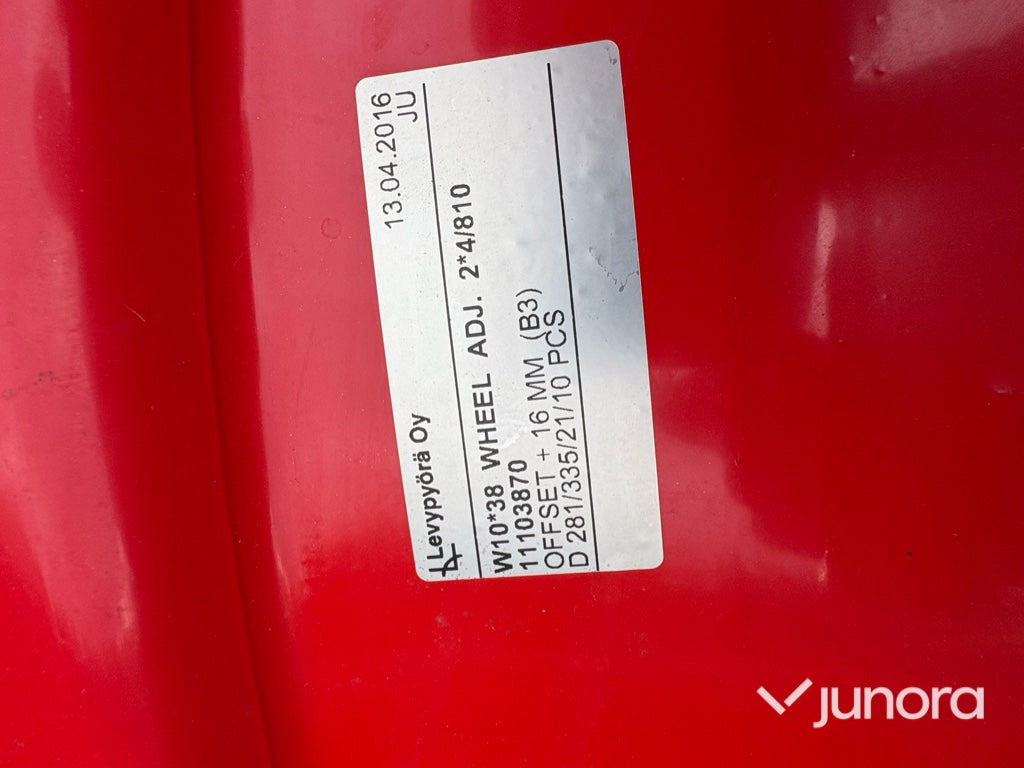 Levypyörä Oy 13.04.2016
JU
W10*38 WHEEL ADJ. 2*4/810
11103870
OFFSET + 16 MM (B3)
D 281/335/21/10 PCS
junora